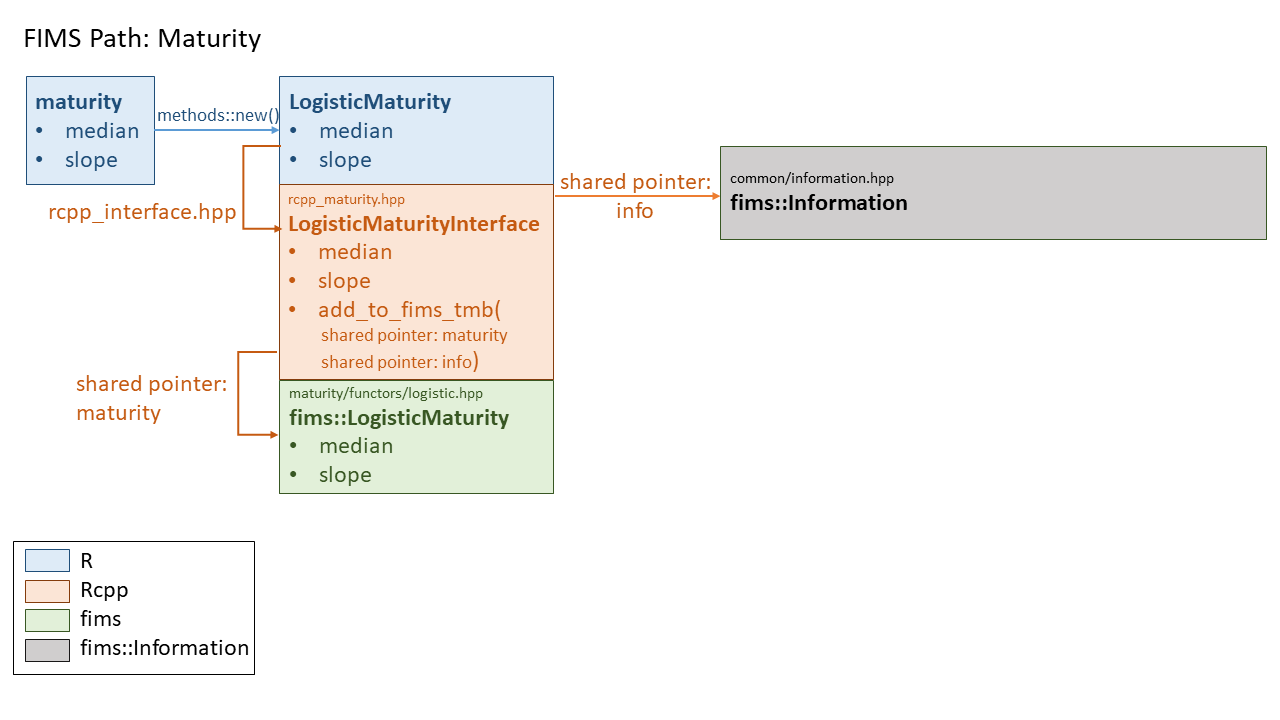 FIMS Path: Maturity
maturity
• median
• slope
methods::new()
LogisticMaturity
• median
• slope
rcpp_interface.hpp
rcpp_maturity.hpp
LogisticMaturityInterface
• median
• slope
• add_to_fims_tmb(
shared pointer: maturity
shared pointer: info)
shared pointer:
info
common/information.hpp
fims::Information
shared pointer:
maturity
maturity/functors/logistic.hpp
fims::LogisticMaturity
• median
• slope
R
Rcpp
fims
fims::Information